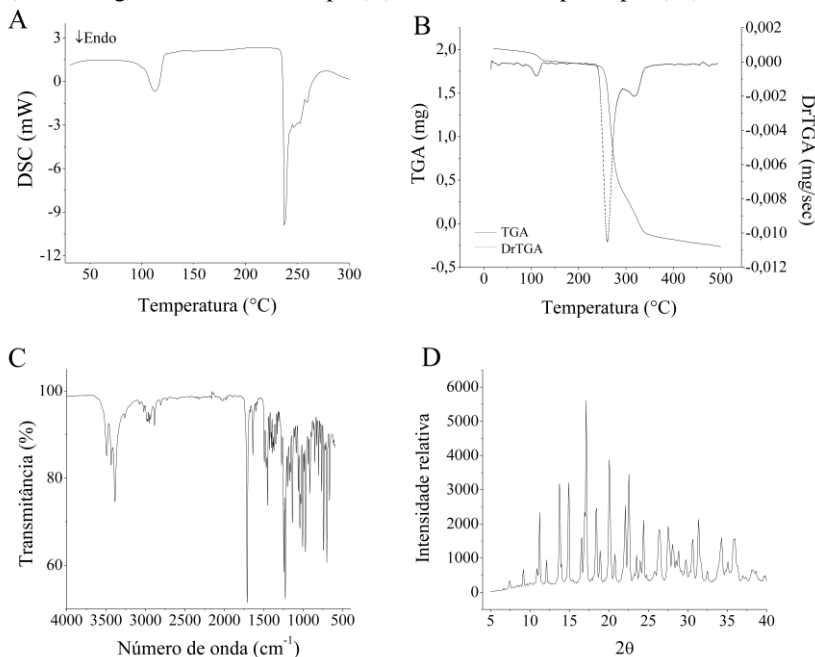 A
↓Endo
3
0
-3
-6
-9
-12
DSC (mW)
50 100 150 200 250 300
Temperatura (°C)
B
2,0
1,5
1,0
0,5
0,0
-0,5
TGA (mg)
TGA
DrTGA
0,002
0,000
-0,002
-0,004
-0,006
-0,008
-0,010
-0,012
DrTGA (mg/sec)
0 100 200 300 400 500
Temperatura (°C)
C
100
80
60
Transmitância (%)
4000 3500 3000 2500 2000 1500 1000 500
Número de onda (cm⁻¹)
D
6000
5000
4000
3000
2000
1000
0
Intensidade relativa
5 10 15 20 25 30 35 40
2θ